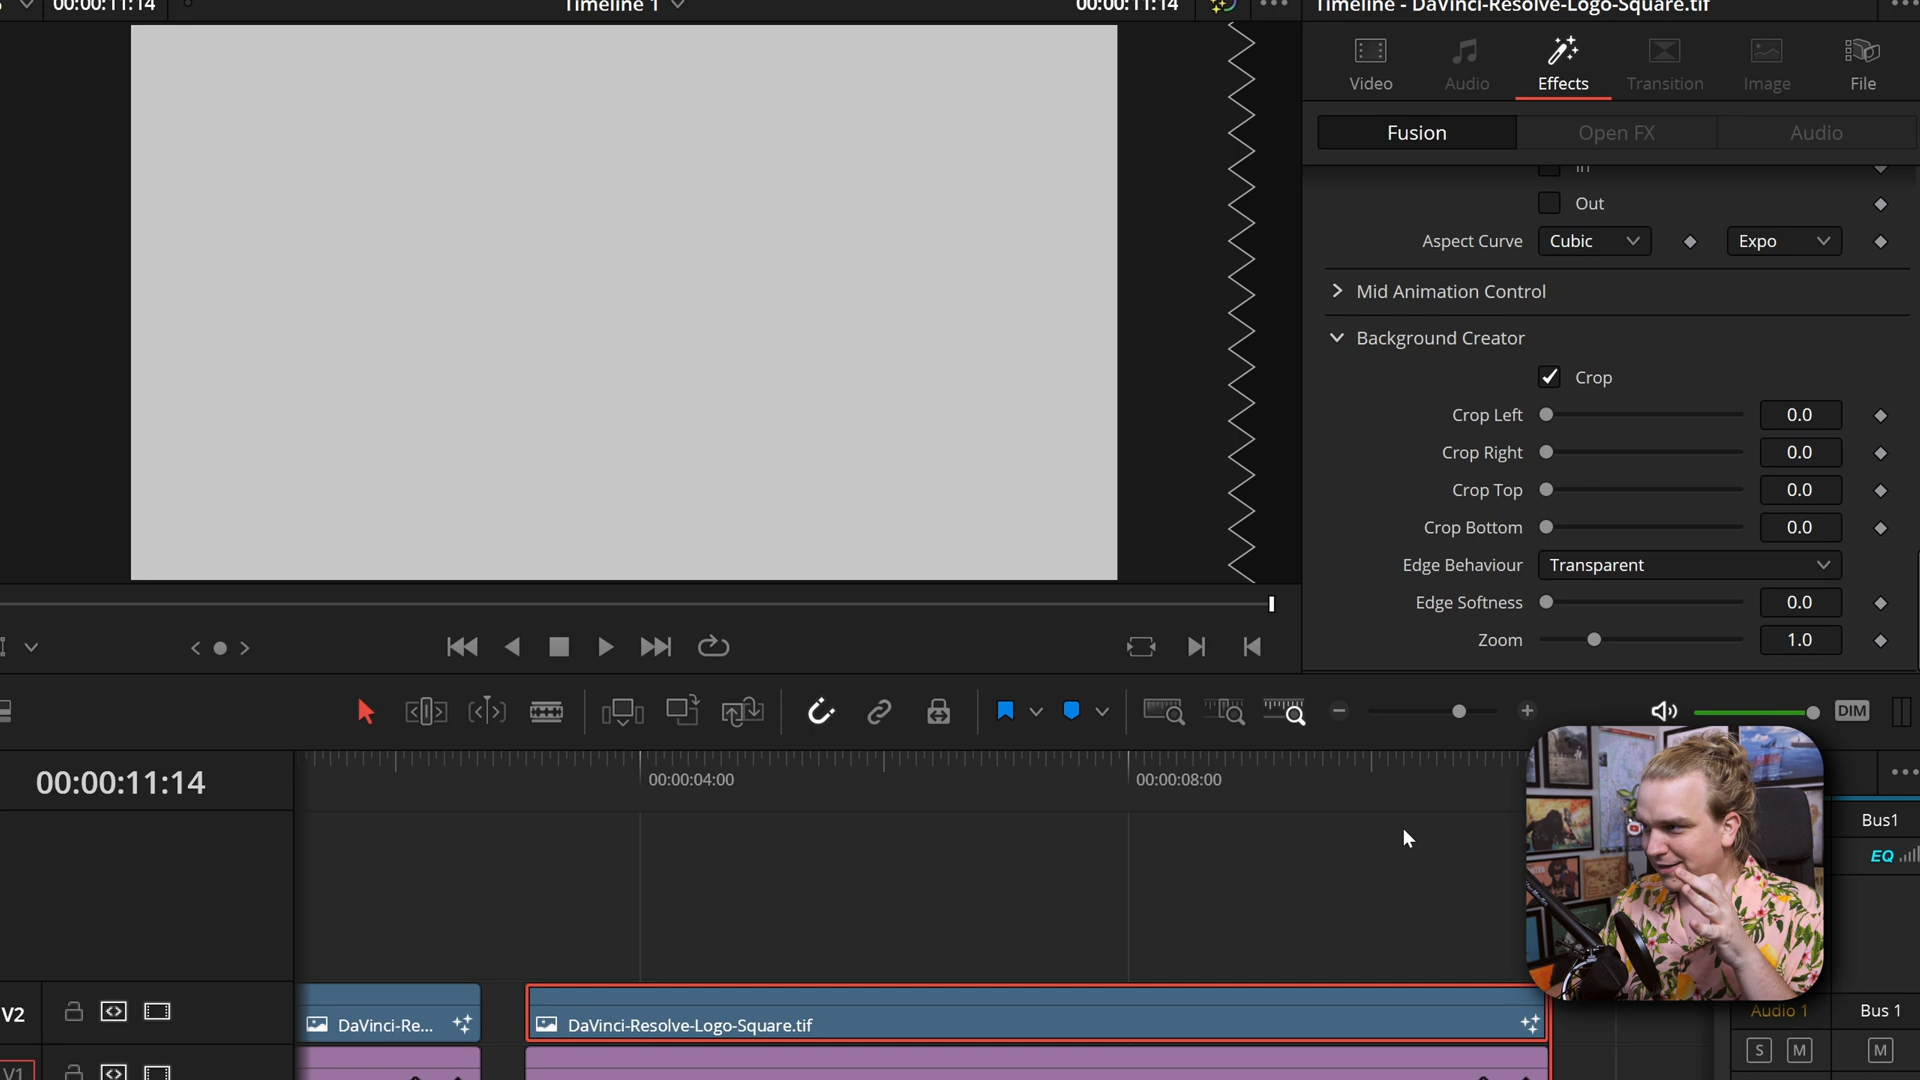 00:00:11:14
Timeline 1
00:00:11:14
Timeline - DaVinci-Resolve-Logo-Square.tif
Video
Audio
Effects
Transition
Image
File
Fusion
Open FX
Audio
In
Out
Aspect Curve
Cubic
Expo
Mid Animation Control
Background Creator
Crop
Crop Left
0.0
Crop Right
0.0
Crop Top
0.0
Crop Bottom
0.0
Edge Behaviour
Transparent
Edge Softness
0.0
Zoom
1.0
DIM
00:00:11:14
00:00:04:00
00:00:08:00
Bus1
EQ
V2
DaVinci-Re...
DaVinci-Resolve-Logo-Square.tif
Audio 1
Bus 1
V1
S
M
M